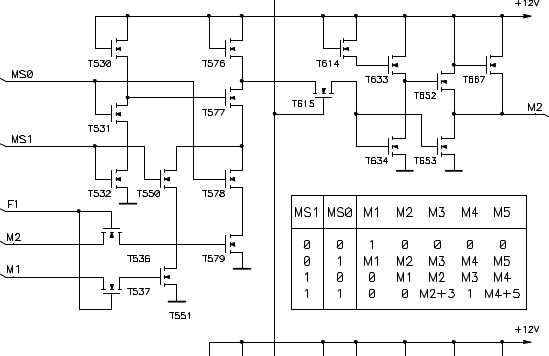 +12V
T530
T576
T614
T633
T652
T667
MS0
T531
T577
T615
M2
MS1
T532
T550
T578
T634
T653
F1
M2
T536
T579
M1
T537
T551
MS1 MS0 M1 M2 M3 M4 M5
0 0 1 0 0 0 0
0 1 M1 M2 M3 M4 M5
1 0 0 M1 M2 M3 M4
1 1 0 0 M2+3 1 M4+5
+12V